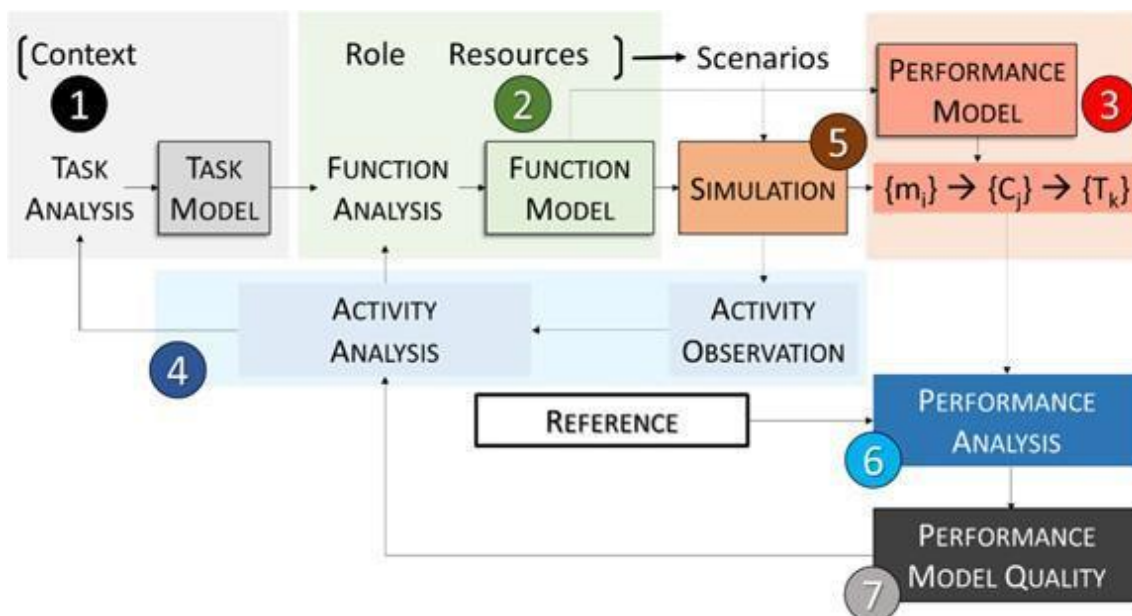 [Context
Role
Resources ]
Scenarios
1
2
3
4
5
6
7
TASK
ANALYSIS
TASK
MODEL
FUNCTION
ANALYSIS
FUNCTION
MODEL
SIMULATION
PERFORMANCE
MODEL
{mi} → {Cj} → {Tk}
ACTIVITY
ANALYSIS
ACTIVITY
OBSERVATION
REFERENCE
PERFORMANCE
ANALYSIS
PERFORMANCE
MODEL QUALITY